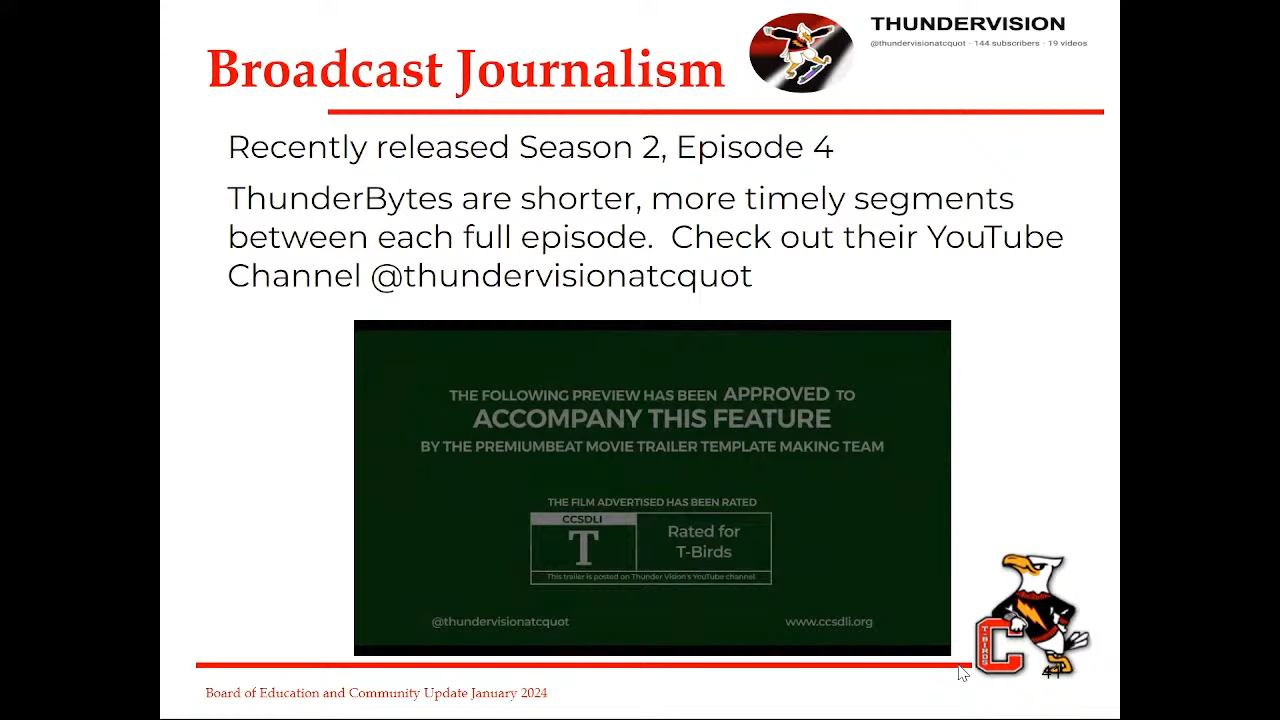 THUNDERVISION
@thundervisionatcquot · 144 subscribers · 19 videos
Broadcast Journalism
Recently released Season 2, Episode 4
ThunderBytes are shorter, more timely segments
between each full episode.  Check out their YouTube
Channel @thundervisionatcquot
THE FOLLOWING PREVIEW HAS BEEN APPROVED TO
ACCOMPANY THIS FEATURE
BY THE PREMIUMBEAT MOVIE TRAILER TEMPLATE MAKING TEAM
THE FILM ADVERTISED HAS BEEN RATED
CCSDLI
T
Rated for
T-Birds
This trailer is posted on Thunder Vision's YouTube channel
@thundervisionatcquot
www.ccsdli.org
C
T-BIRDS
Board of Education and Community Update January 2024